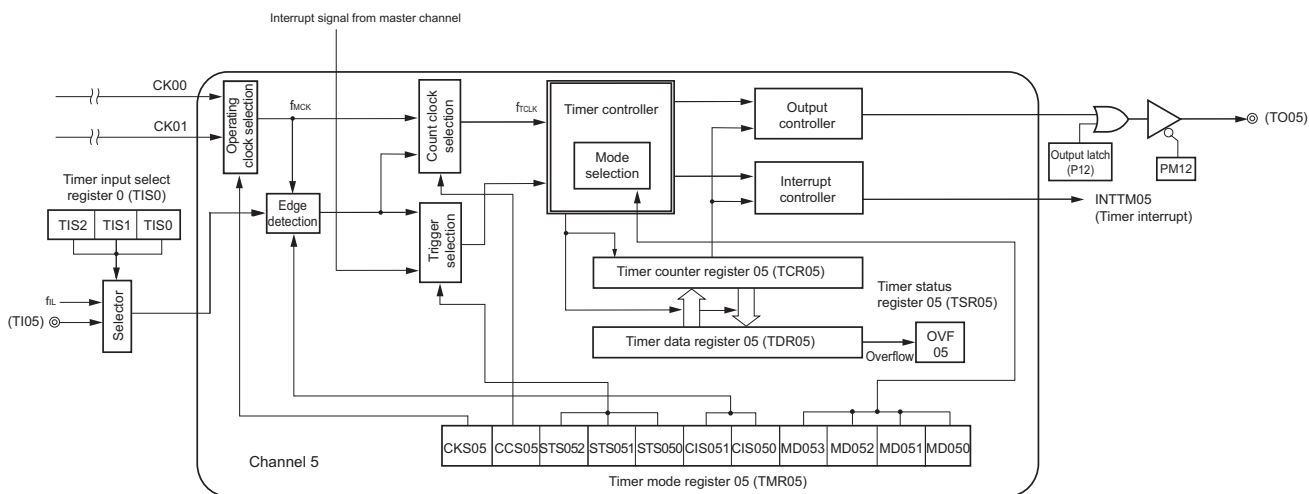 Interrupt signal from master channel
CK00
CK01
Operating
clock selection
fMCK
Count clock
selection
fTCLK
Timer controller
Mode
selection
Output
controller
Interrupt
controller
(TO05)
Output latch
(P12)
PM12
INTTM05
(Timer interrupt)
Timer input select
register 0 (TIS0)
TIS2 TIS1 TIS0
Edge
detection
Trigger
selection
fIL
(TI05)
Selector
Timer counter register 05 (TCR05)
Timer status
register 05 (TSR05)
Timer data register 05 (TDR05)
Overflow
OVF
05
CKS05 CCS05 STS052 STS051 STS050 CIS051 CIS050 MD053 MD052 MD051 MD050
Channel 5
Timer mode register 05 (TMR05)